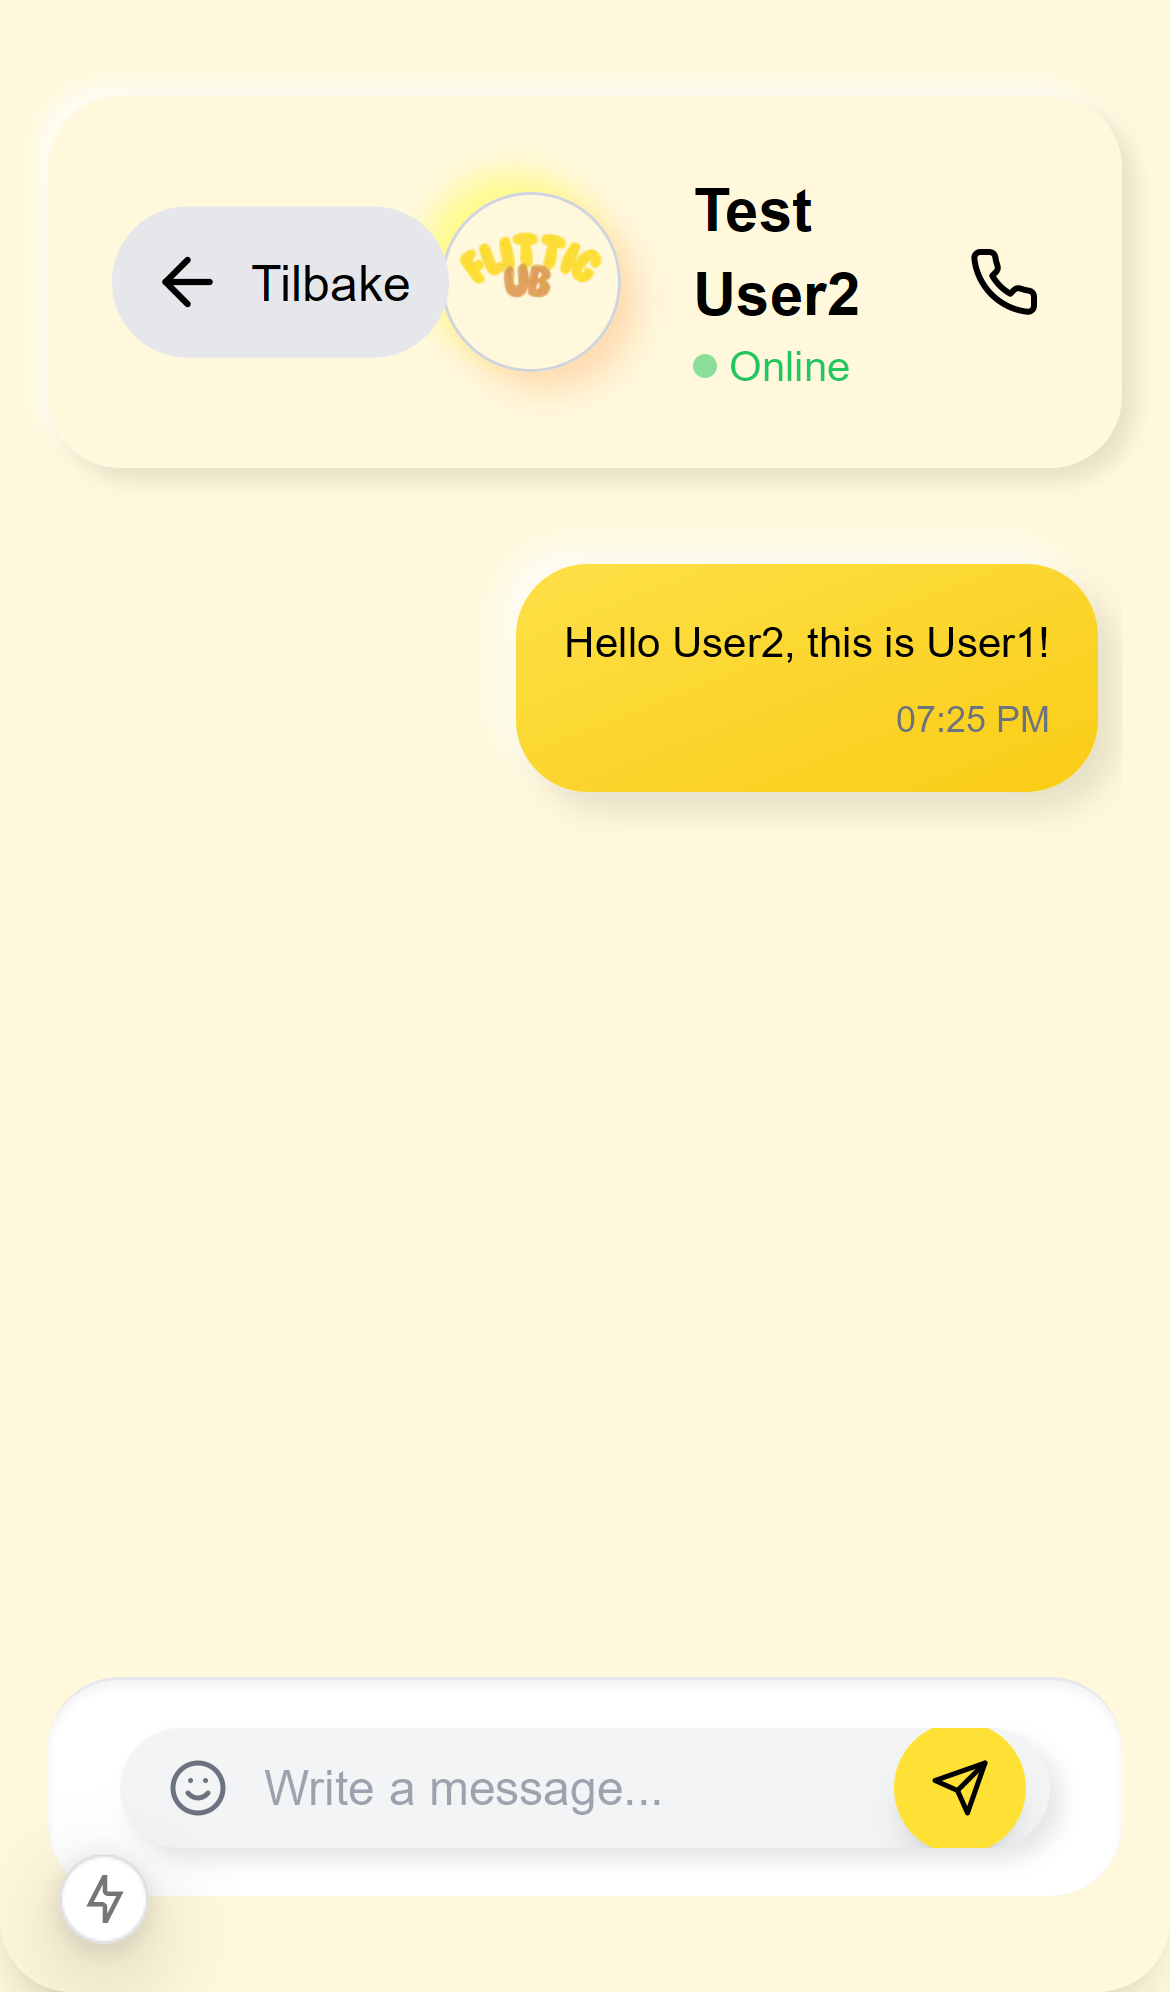 Tilbake
FLITTIG
UB
Test
User2
Online
Hello User2, this is User1!
07:25 PM
Write a message...